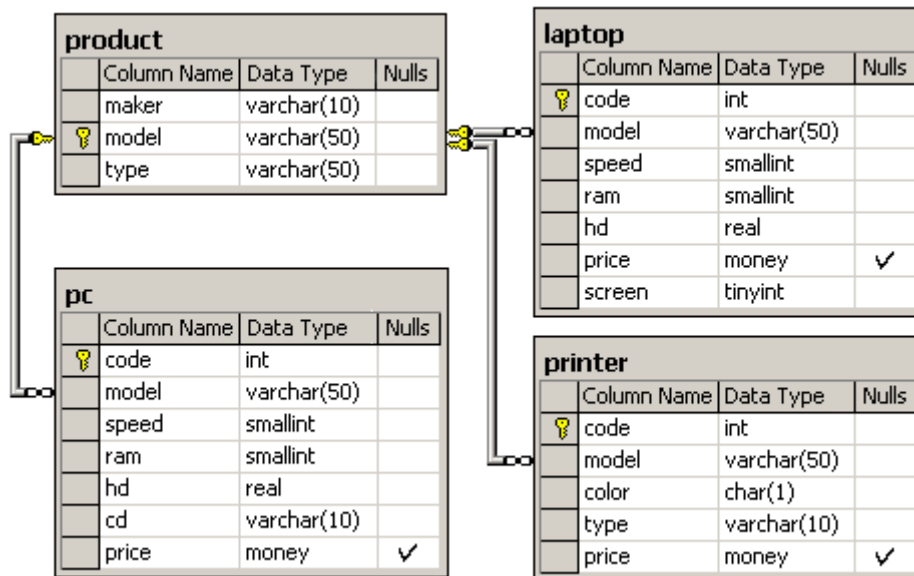 product
Column Name Data Type Nulls
maker varchar(10)
model varchar(50)
type varchar(50)
laptop
Column Name Data Type Nulls
code int
model varchar(50)
speed smallint
ram smallint
hd real
price money ✓
screen tinyint
pc
Column Name Data Type Nulls
code int
model varchar(50)
speed smallint
ram smallint
hd real
cd varchar(10)
price money ✓
printer
Column Name Data Type Nulls
code int
model varchar(50)
color char(1)
type varchar(10)
price money ✓